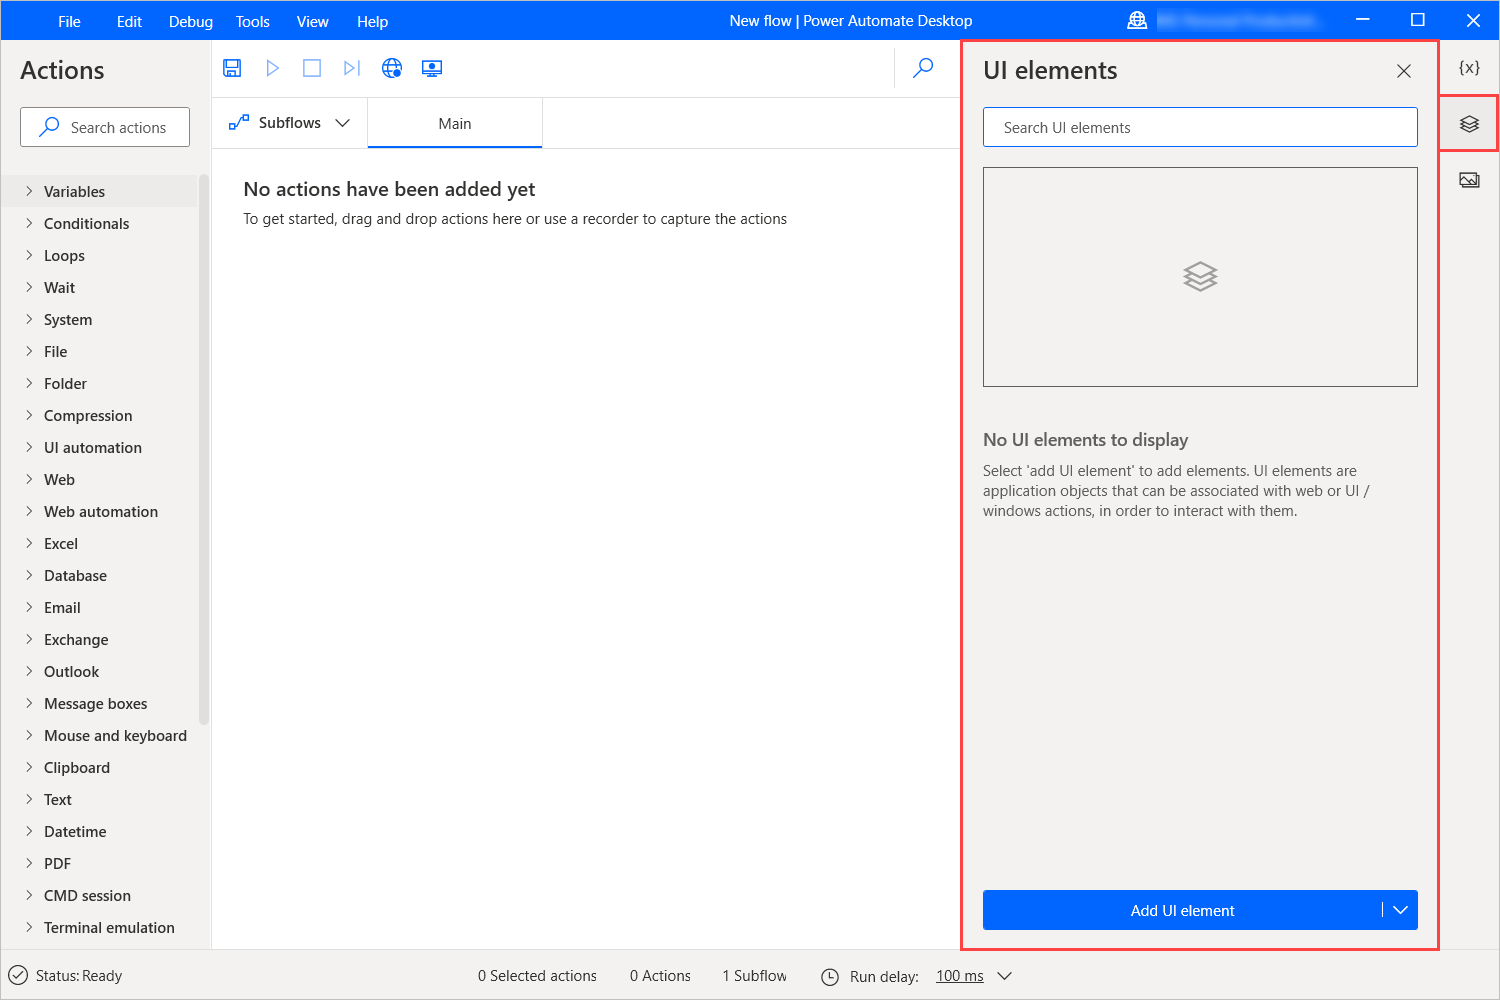 File Edit Debug Tools View Help
New flow | Power Automate Desktop
Actions
Search actions
Variables
Conditionals
Loops
Wait
System
File
Folder
Compression
UI automation
Web
Web automation
Excel
Database
Email
Exchange
Outlook
Message boxes
Mouse and keyboard
Clipboard
Text
Datetime
PDF
CMD session
Terminal emulation
Subflows
Main
No actions have been added yet
To get started, drag and drop actions here or use a recorder to capture the actions
UI elements
Search UI elements
No UI elements to display
Select 'add UI element' to add elements. UI elements are
application objects that can be associated with web or UI /
windows actions, in order to interact with them.
Add UI element
{x}
Status: Ready
0 Selected actions
0 Actions
1 Subflow
Run delay: 100 ms